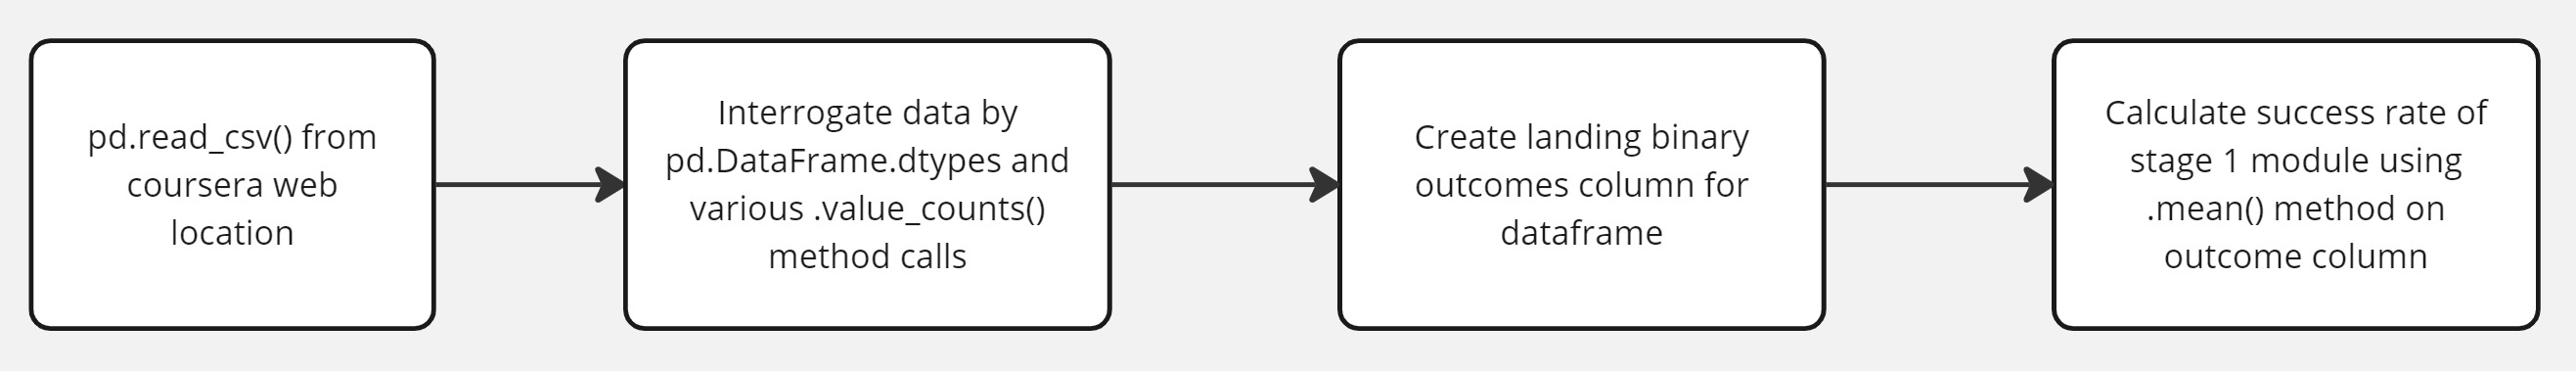 pd.read_csv() from
coursera web
location
Interrogate data by
pd.DataFrame.dtypes and
various .value_counts()
method calls
Create landing binary
outcomes column for
dataframe
Calculate success rate of
stage 1 module using
.mean() method on
outcome column